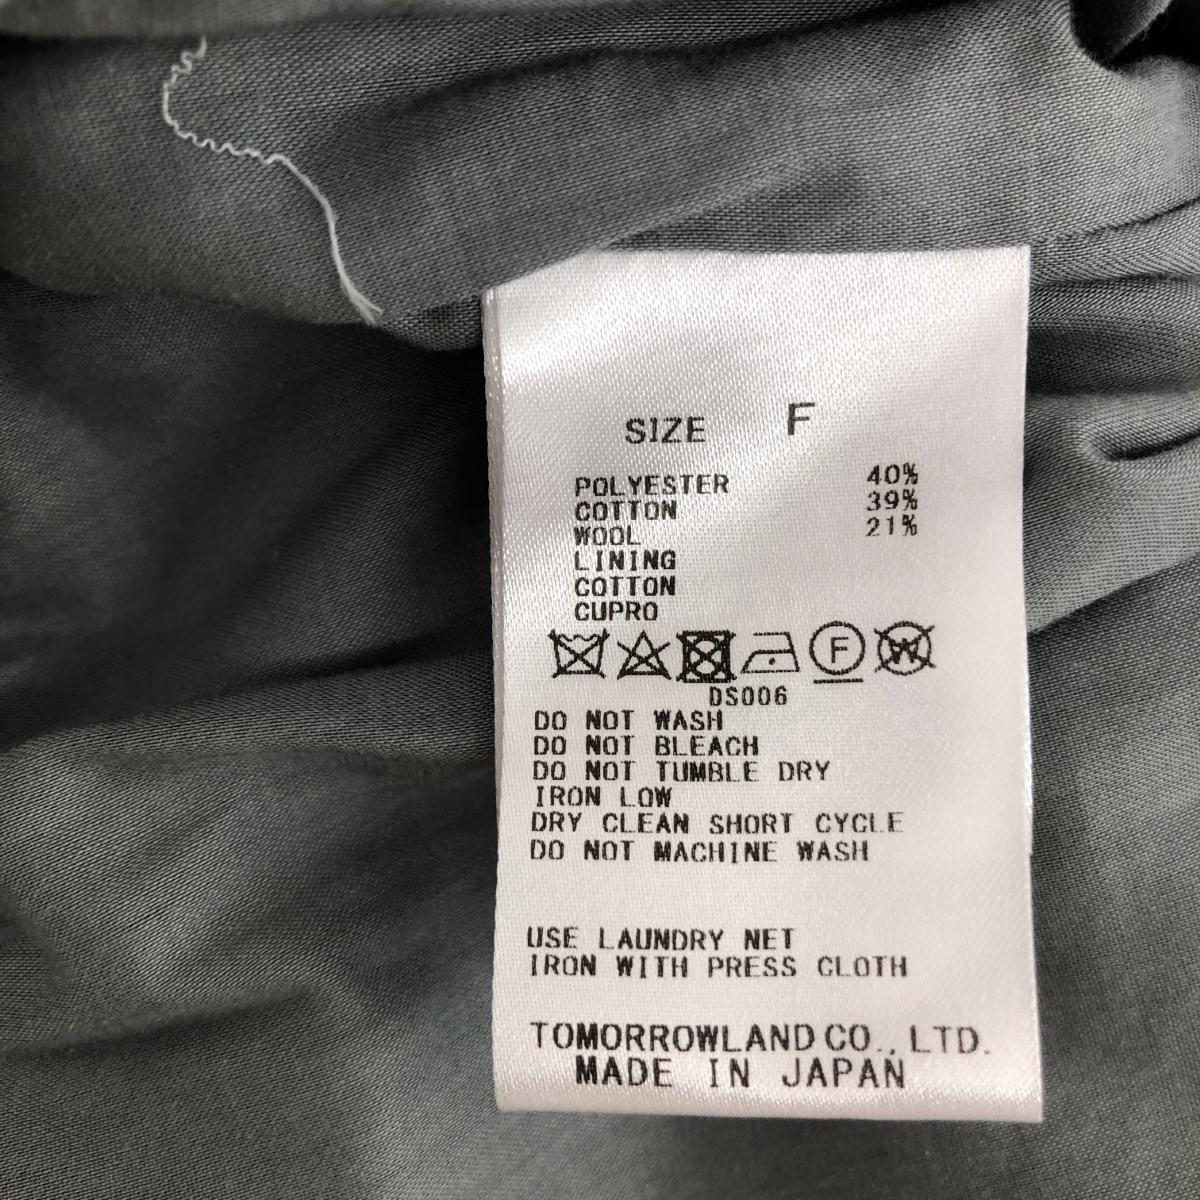 SIZE F
POLYESTER 40%
COTTON 39%
WOOL 21%
LINING
COTTON
CUPRO
F W
DS006
DO NOT WASH
DO NOT BLEACH
DO NOT TUMBLE DRY
IRON LOW
DRY CLEAN SHORT CYCLE
DO NOT MACHINE WASH
USE LAUNDRY NET
IRON WITH PRESS CLOTH
TOMORROWLAND CO., LTD.
MADE IN JAPAN